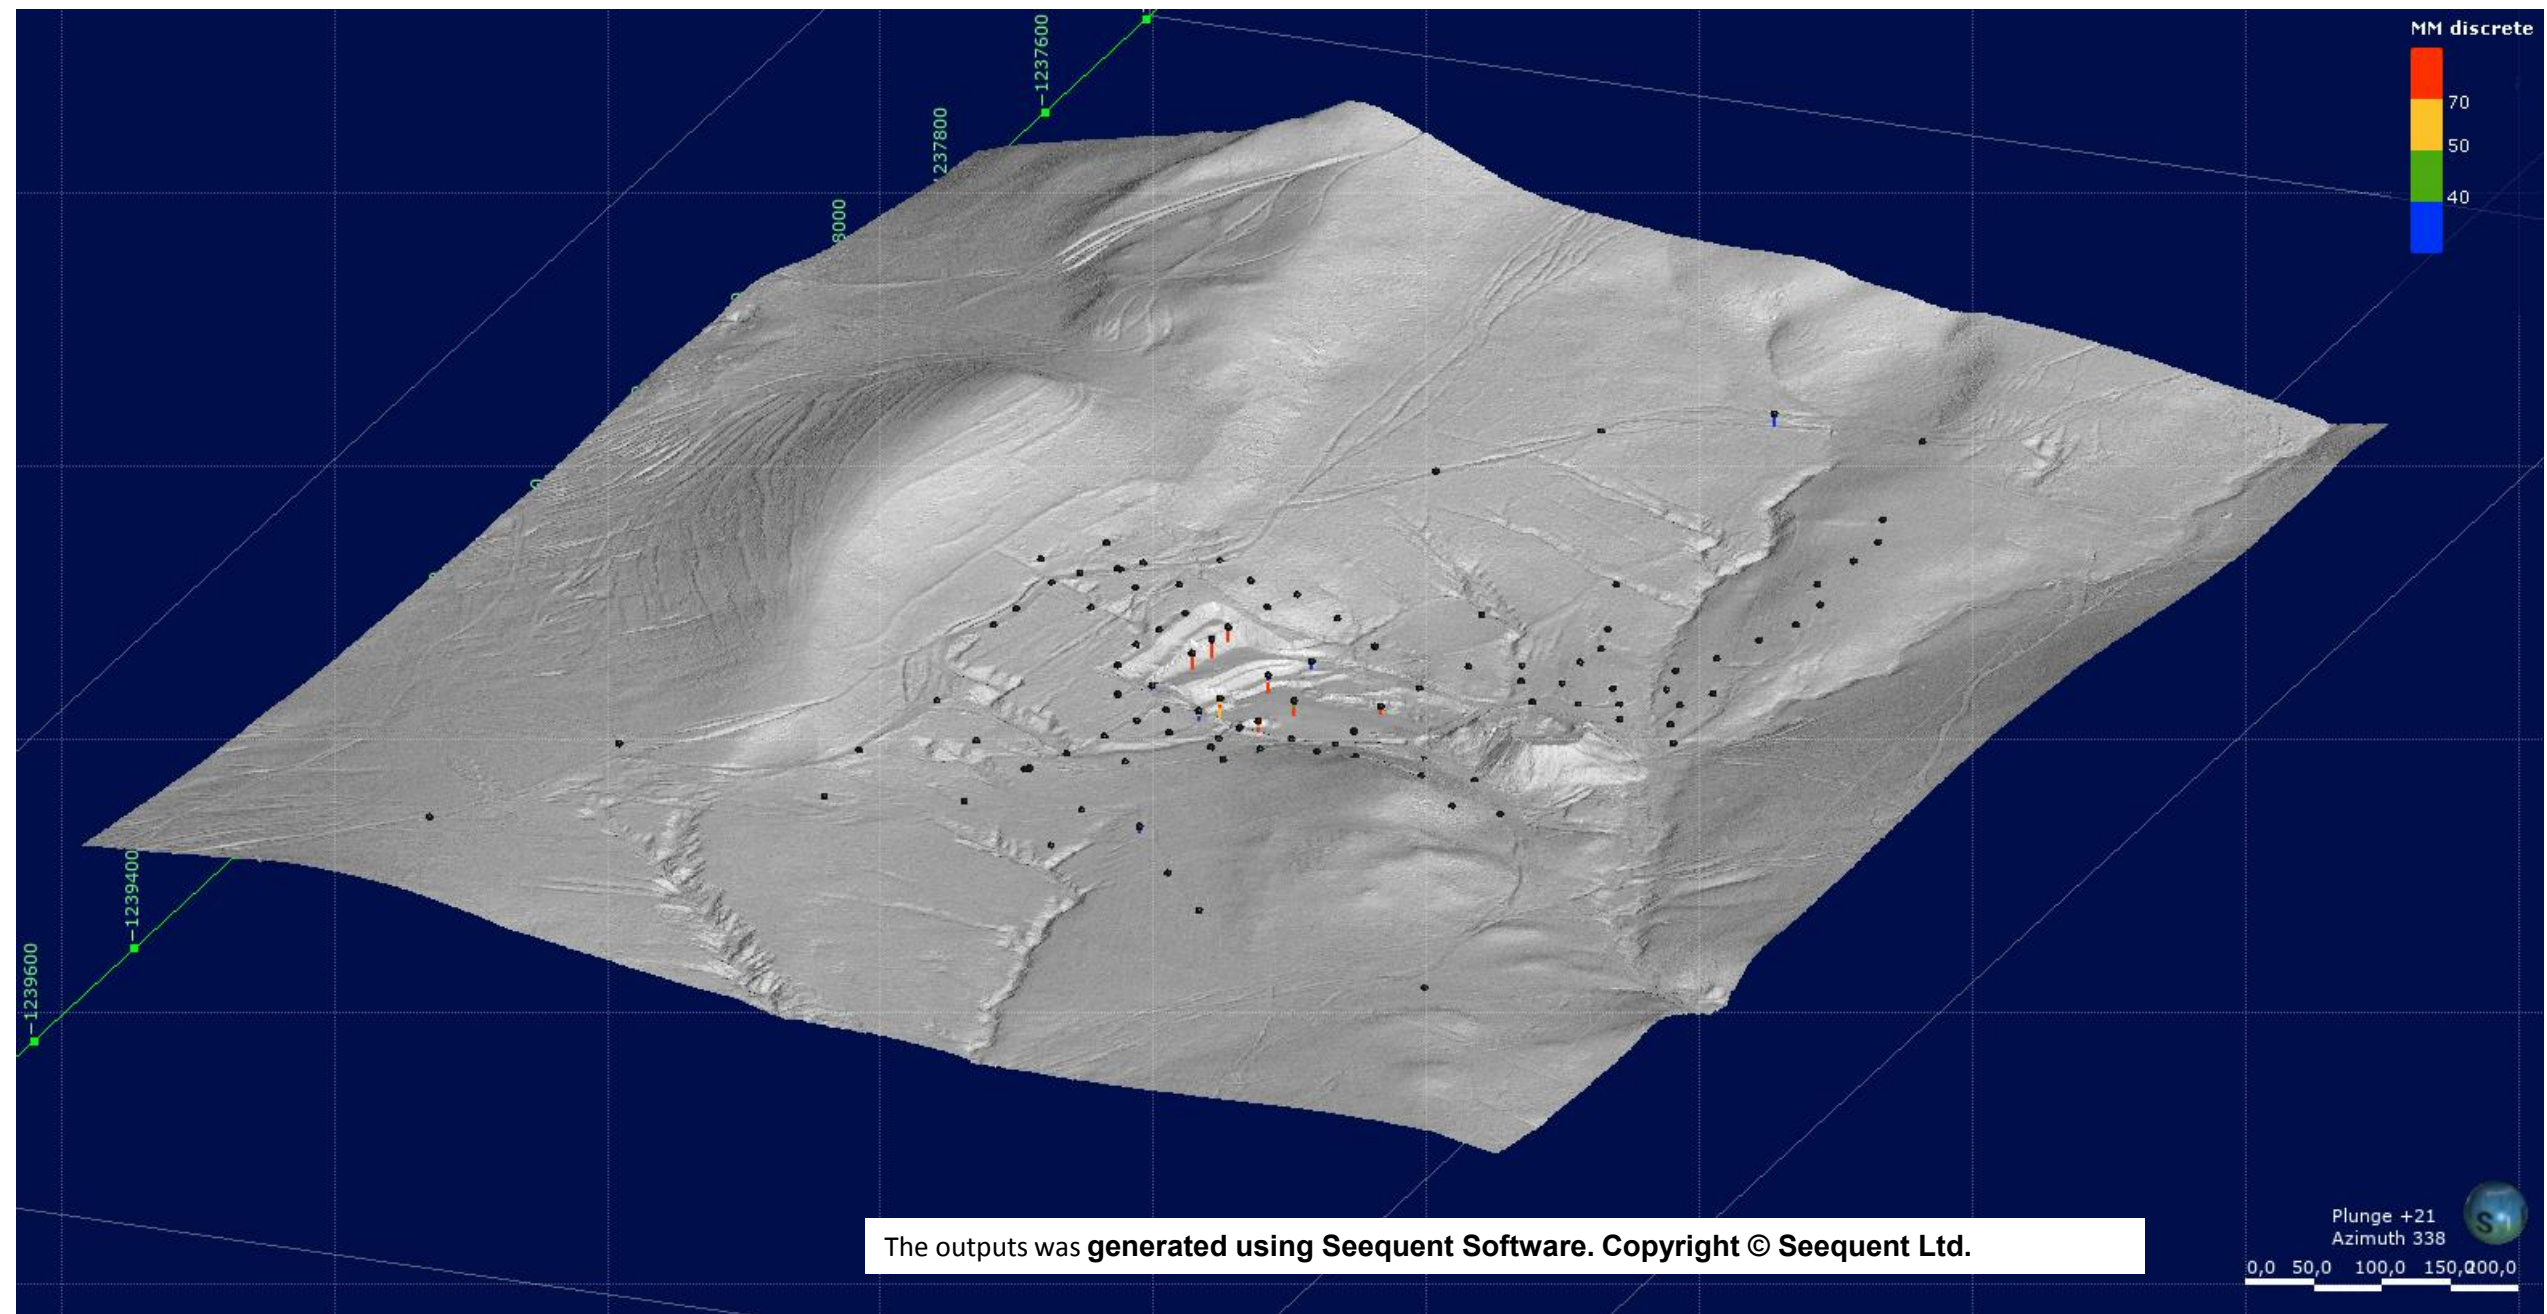 MM discrete
70
50
40
−1237600
1237800
8000
−1239400
−1239600
The outputs was generated using Seequent Software. Copyright © Seequent Ltd.
Plunge +21
Azimuth 338
S
0,0 50,0 100,0 150,0 200,0